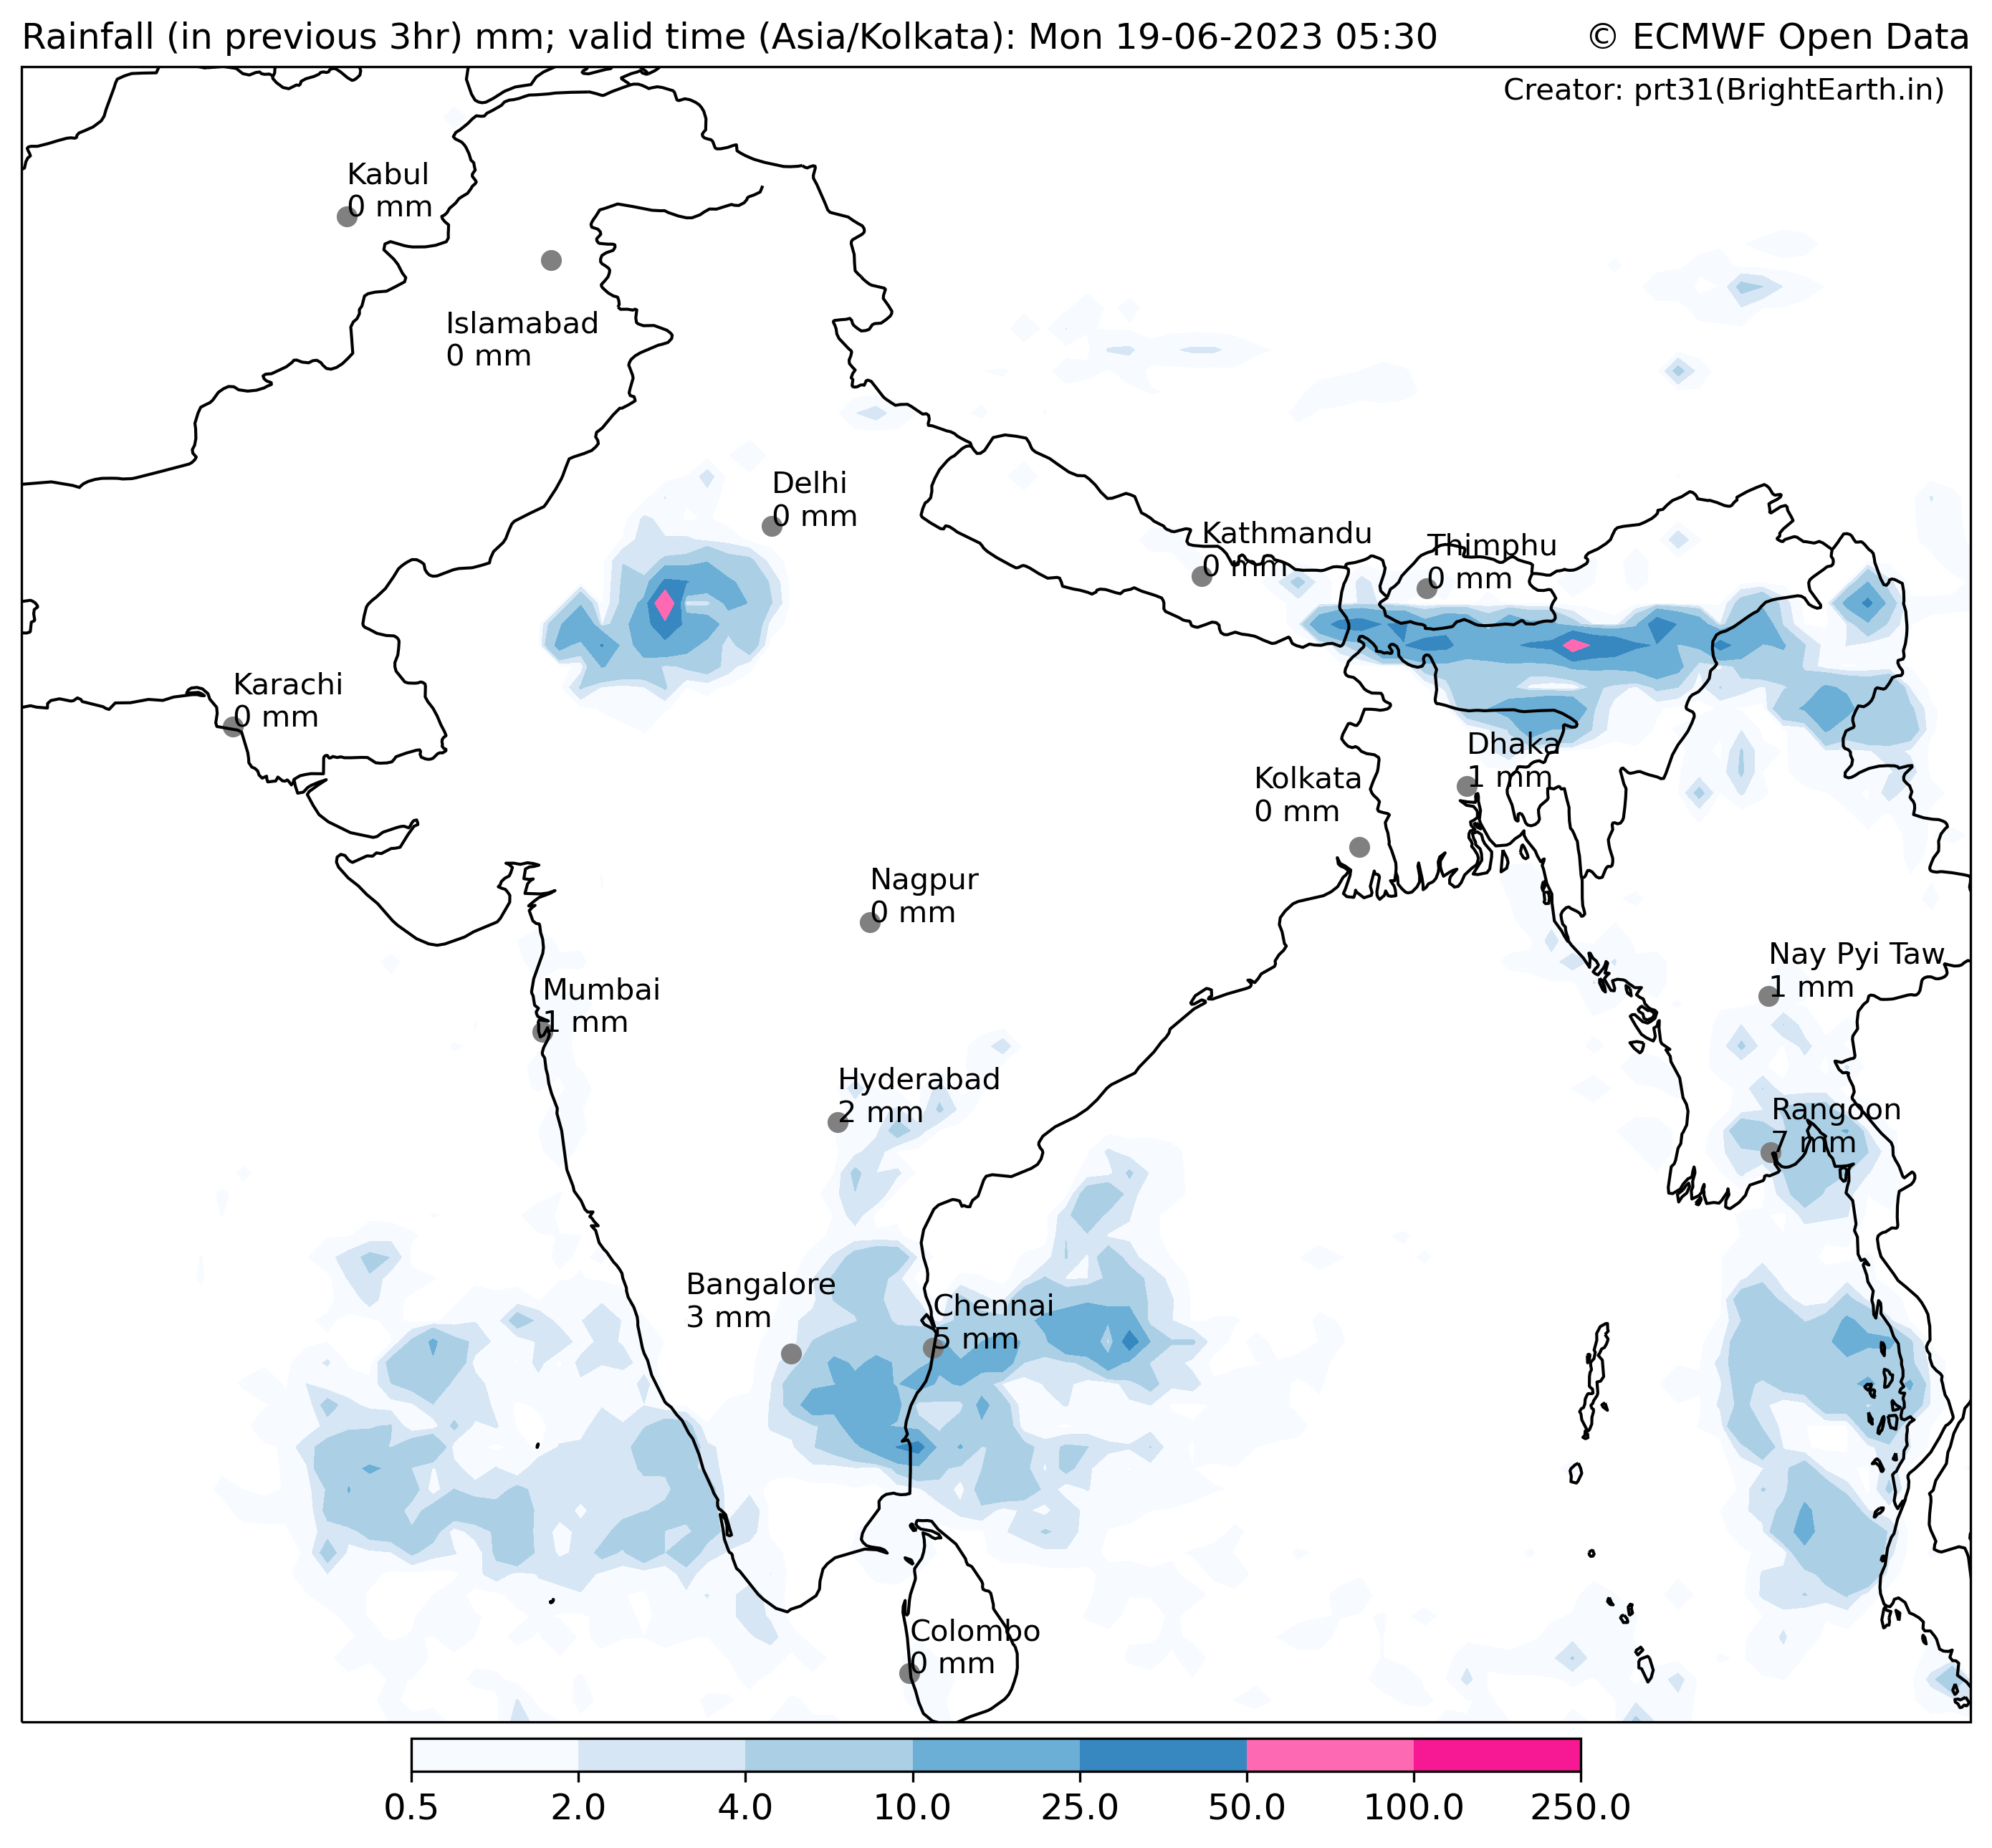 Rainfall (in previous 3hr) mm; valid time (Asia/Kolkata): Mon 19-06-2023 05:30
© ECMWF Open Data
Creator: prt31(BrightEarth.in)
Kabul
0 mm
Islamabad
0 mm
Delhi
0 mm
Kathmandu
0 mm
Thimphu
0 mm
Karachi
0 mm
Dhaka
1 mm
Kolkata
0 mm
Nagpur
0 mm
Nay Pyi Taw
1 mm
Mumbai
1 mm
Hyderabad
2 mm
Rangoon
7 mm
Bangalore
3 mm
Chennai
5 mm
Colombo
0 mm
0.5 2.0 4.0 10.0 25.0 50.0 100.0 250.0